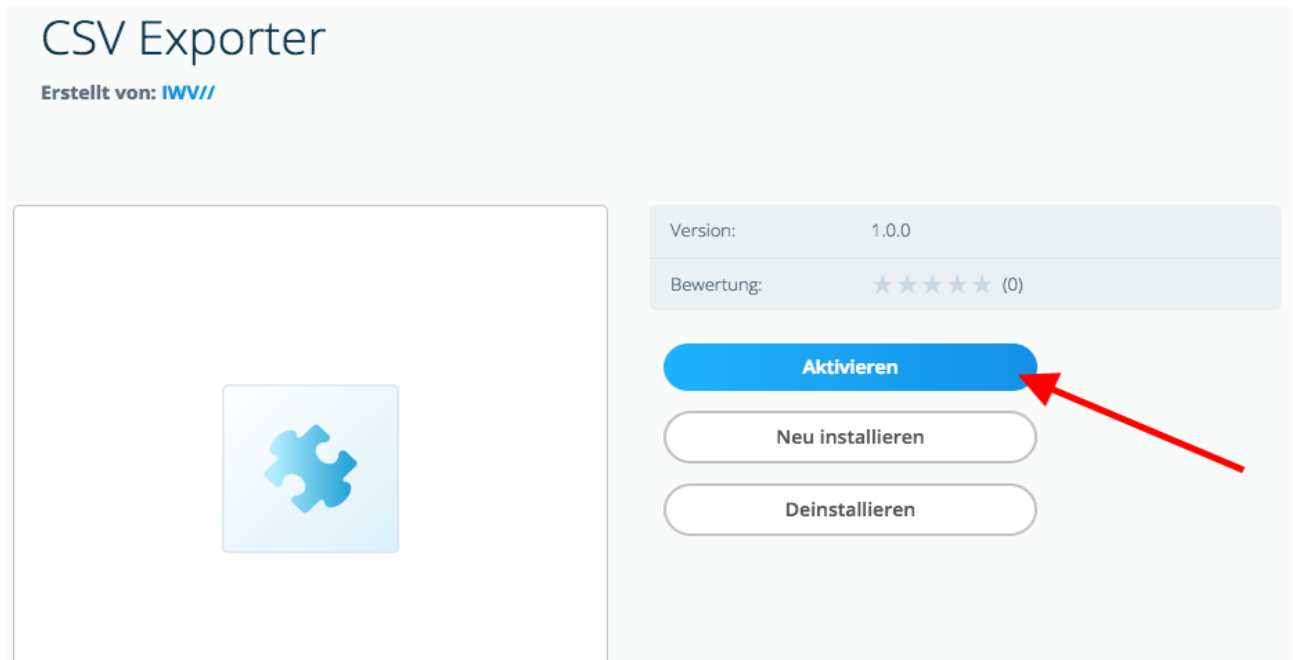 CSV Exporter
Erstellt von: IWV//
Version: 1.0.0
Bewertung: (0)
Aktivieren
Neu installieren
Deinstallieren